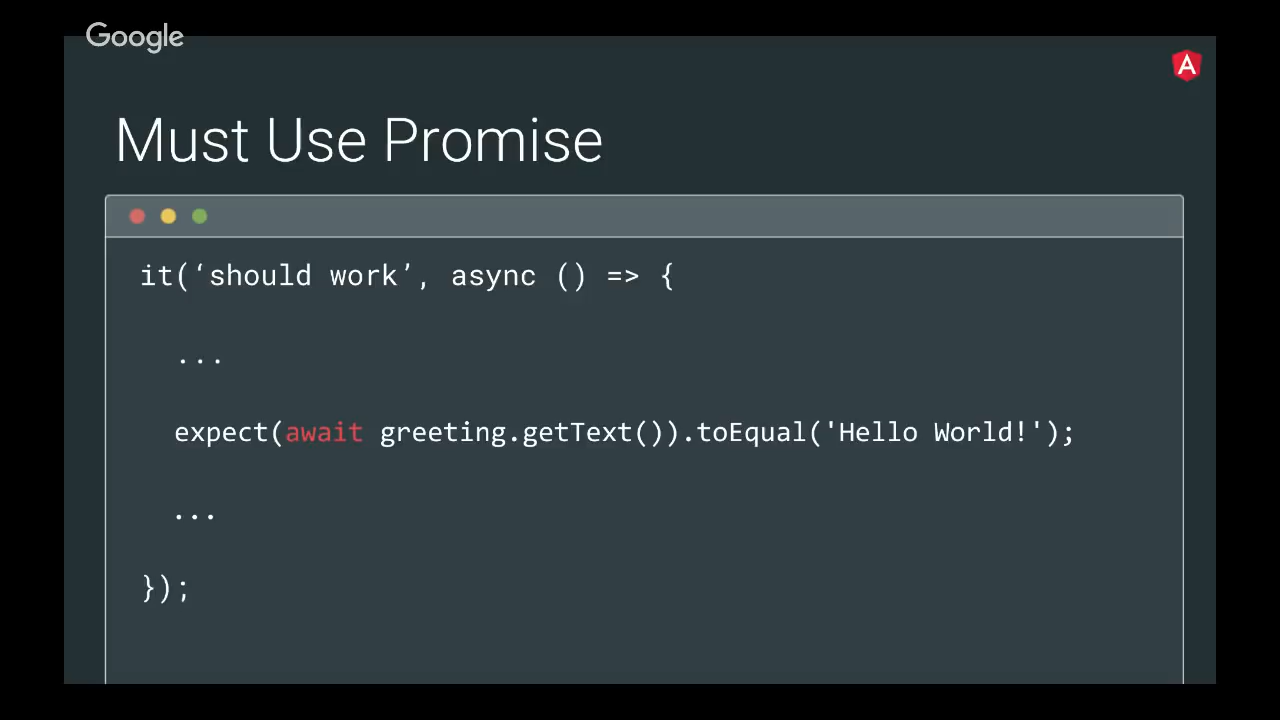 Google
A
Must Use Promise
it(‘should work’, async () => {
...
expect(await greeting.getText()).toEqual('Hello World!');
...
});